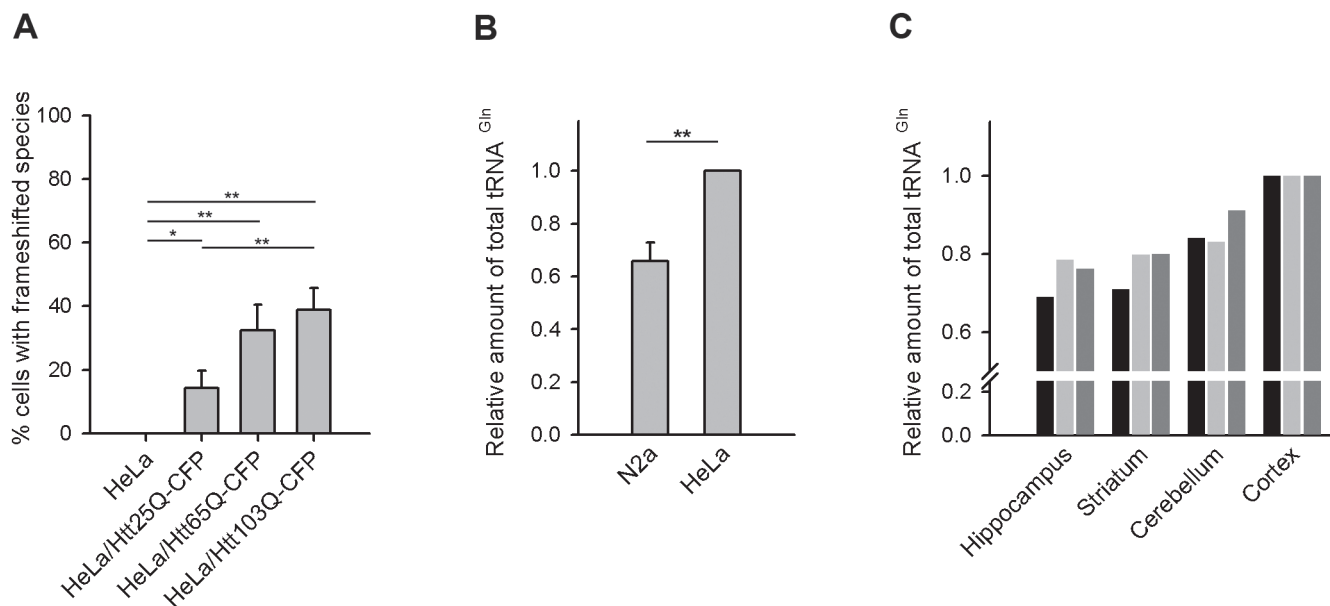 A
% cells with frameshifted species
100
80
60
40
20
0
**
**
*
**
HeLa
HeLa/Htt25Q-CFP
HeLa/Htt65Q-CFP
HeLa/Htt103Q-CFP
B
Relative amount of total tRNA Gln
1.0
0.8
0.6
0.4
0.2
0.0
**
N2a
HeLa
C
Relative amount of total tRNA Gln
1.0
0.8
0.6
0.2
0.0
Hippocampus
Striatum
Cerebellum
Cortex